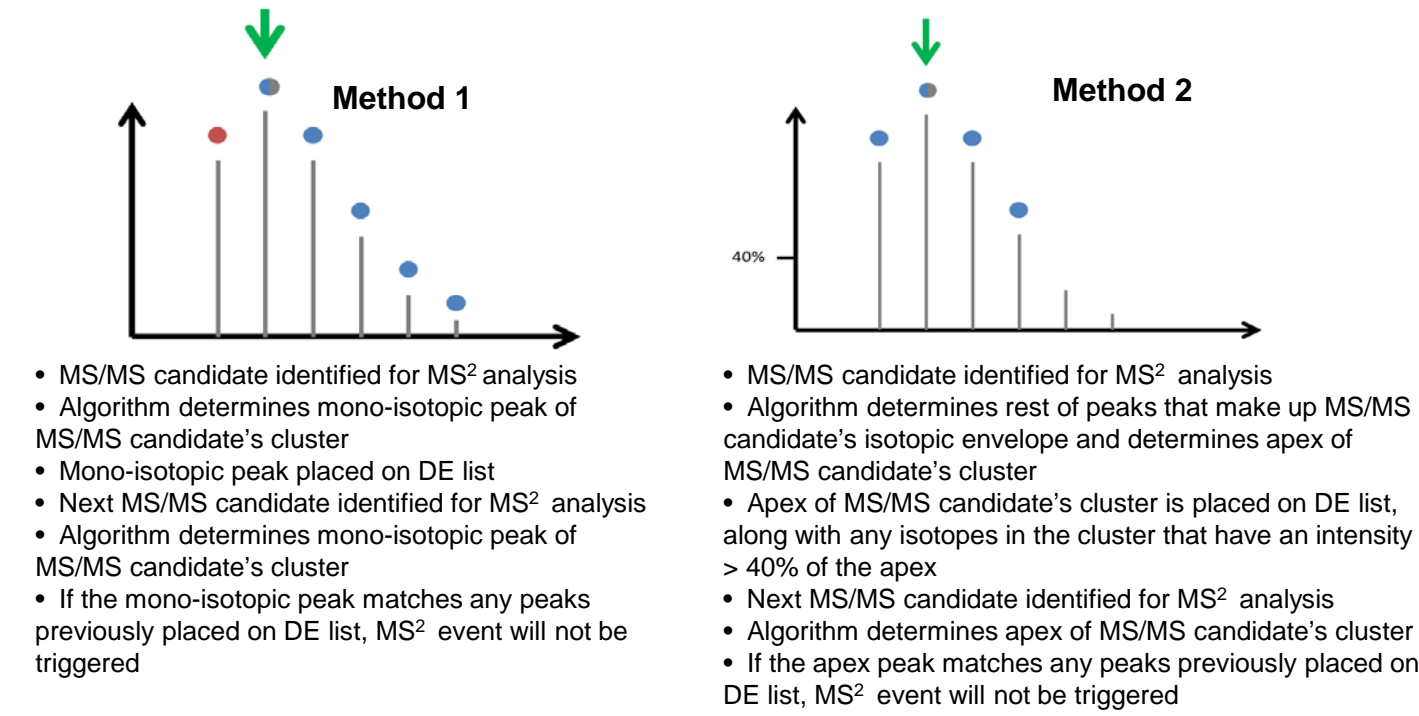 Method 1
• MS/MS candidate identified for MS² analysis
• Algorithm determines mono-isotopic peak of
MS/MS candidate’s cluster
• Mono-isotopic peak placed on DE list
• Next MS/MS candidate identified for MS² analysis
• Algorithm determines mono-isotopic peak of
MS/MS candidate’s cluster
• If the mono-isotopic peak matches any peaks
previously placed on DE list, MS² event will not be
triggered
Method 2
40%
• MS/MS candidate identified for MS² analysis
• Algorithm determines rest of peaks that make up MS/MS
candidate’s isotopic envelope and determines apex of
MS/MS candidate’s cluster
• Apex of MS/MS candidate’s cluster is placed on DE list,
along with any isotopes in the cluster that have an intensity
> 40% of the apex
• Next MS/MS candidate identified for MS² analysis
• Algorithm determines apex of MS/MS candidate’s cluster
• If the apex peak matches any peaks previously placed on
DE list, MS² event will not be triggered